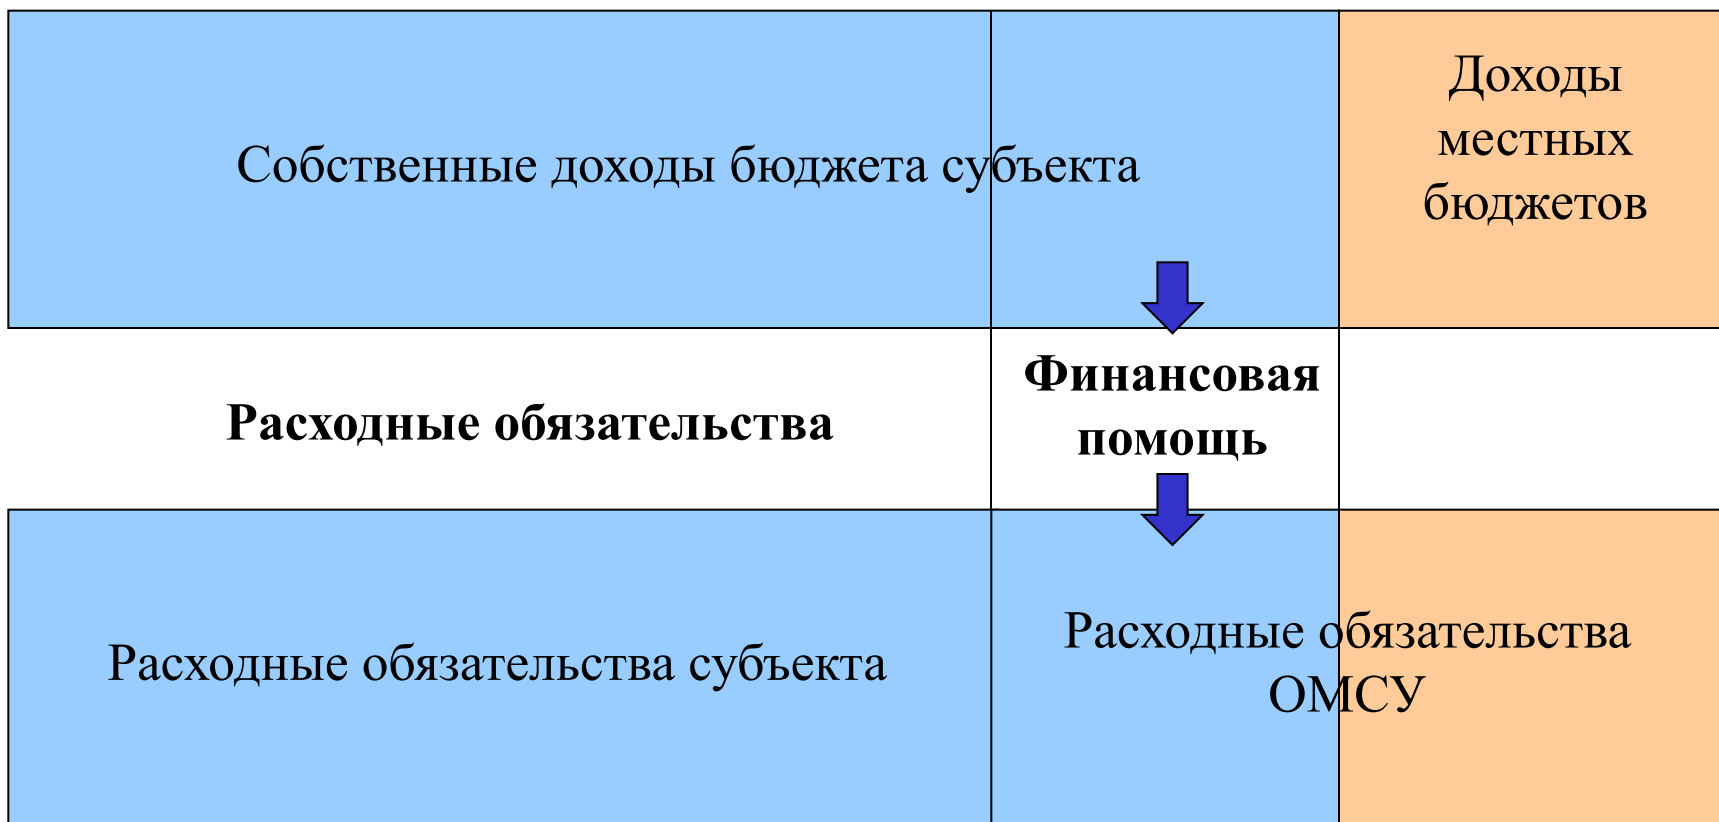 Собственные доходы бюджета субъекта
Доходы
местных
бюджетов
Расходные обязательства
Финансовая
помощь
Расходные обязательства субъекта
Расходные обязательства
ОМСУ